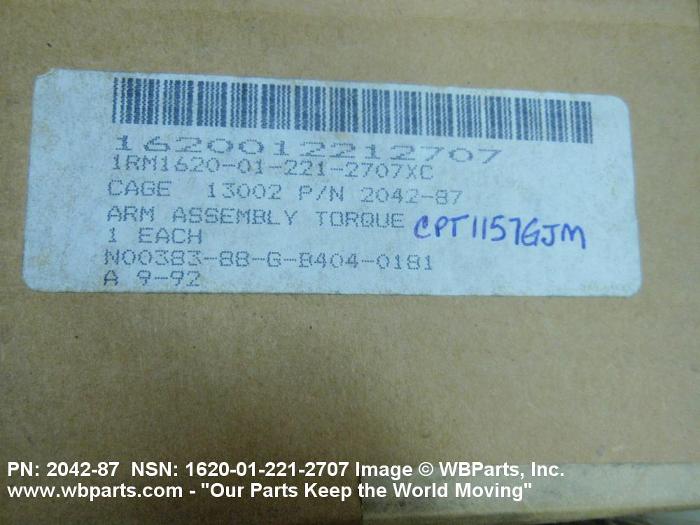 1620012212707
1RM1620-01-221-2707XC
CAGE 13002 P/N 2042-87
ARM ASSEMBLY TORQUE
CPT1157GJM
1 EACH
N00383-88-G-B404-0181
A 9-92
PN: 2042-87 NSN: 1620-01-221-2707 Image © WBParts, Inc.
www.wbparts.com - "Our Parts Keep the World Moving"